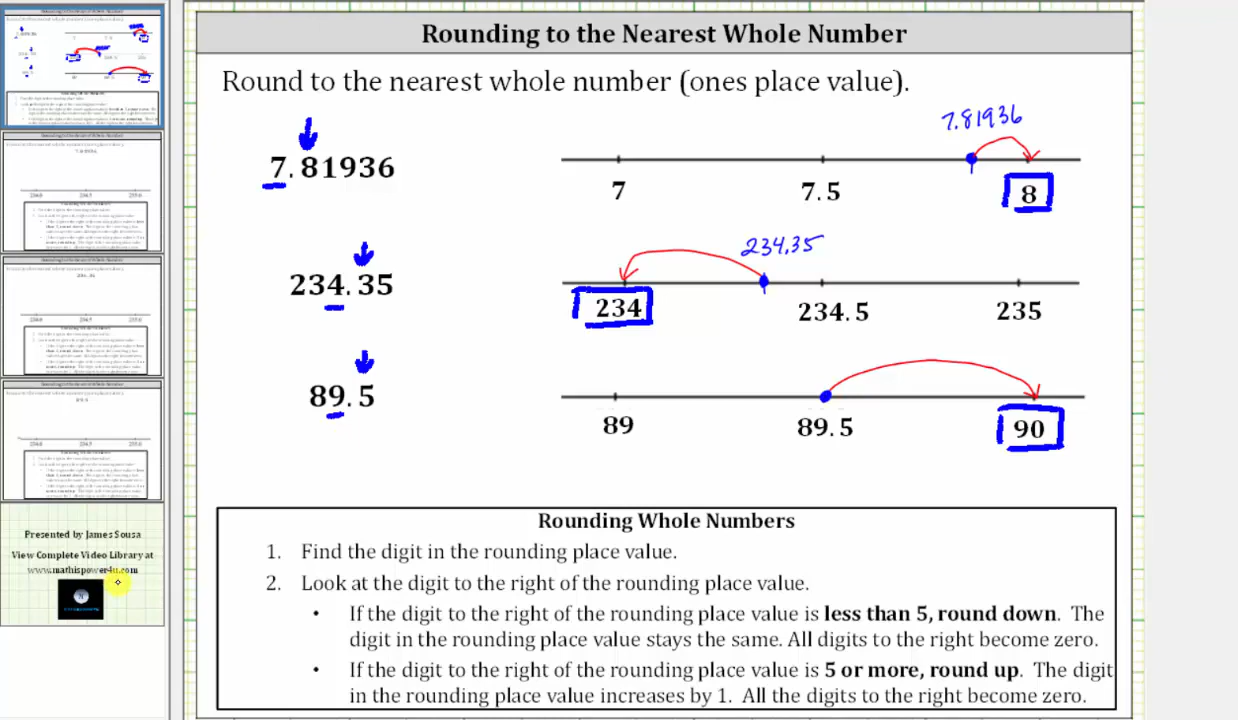 Rounding to the Nearest Whole Number
Round to the nearest whole number (ones place value).
7.81936
7.81936
7
7.5
8
234.35
234.35
234
234.5
235
89.5
89
89.5
90
Rounding Whole Numbers
1. Find the digit in the rounding place value.
2. Look at the digit to the right of the rounding place value.
• If the digit to the right of the rounding place value is less than 5, round down. The
digit in the rounding place value stays the same. All digits to the right become zero.
• If the digit to the right of the rounding place value is 5 or more, round up. The digit
in the rounding place value increases by 1. All the digits to the right become zero.
Presented by James Sousa
View Complete Video Library at
www.mathispower4u.com